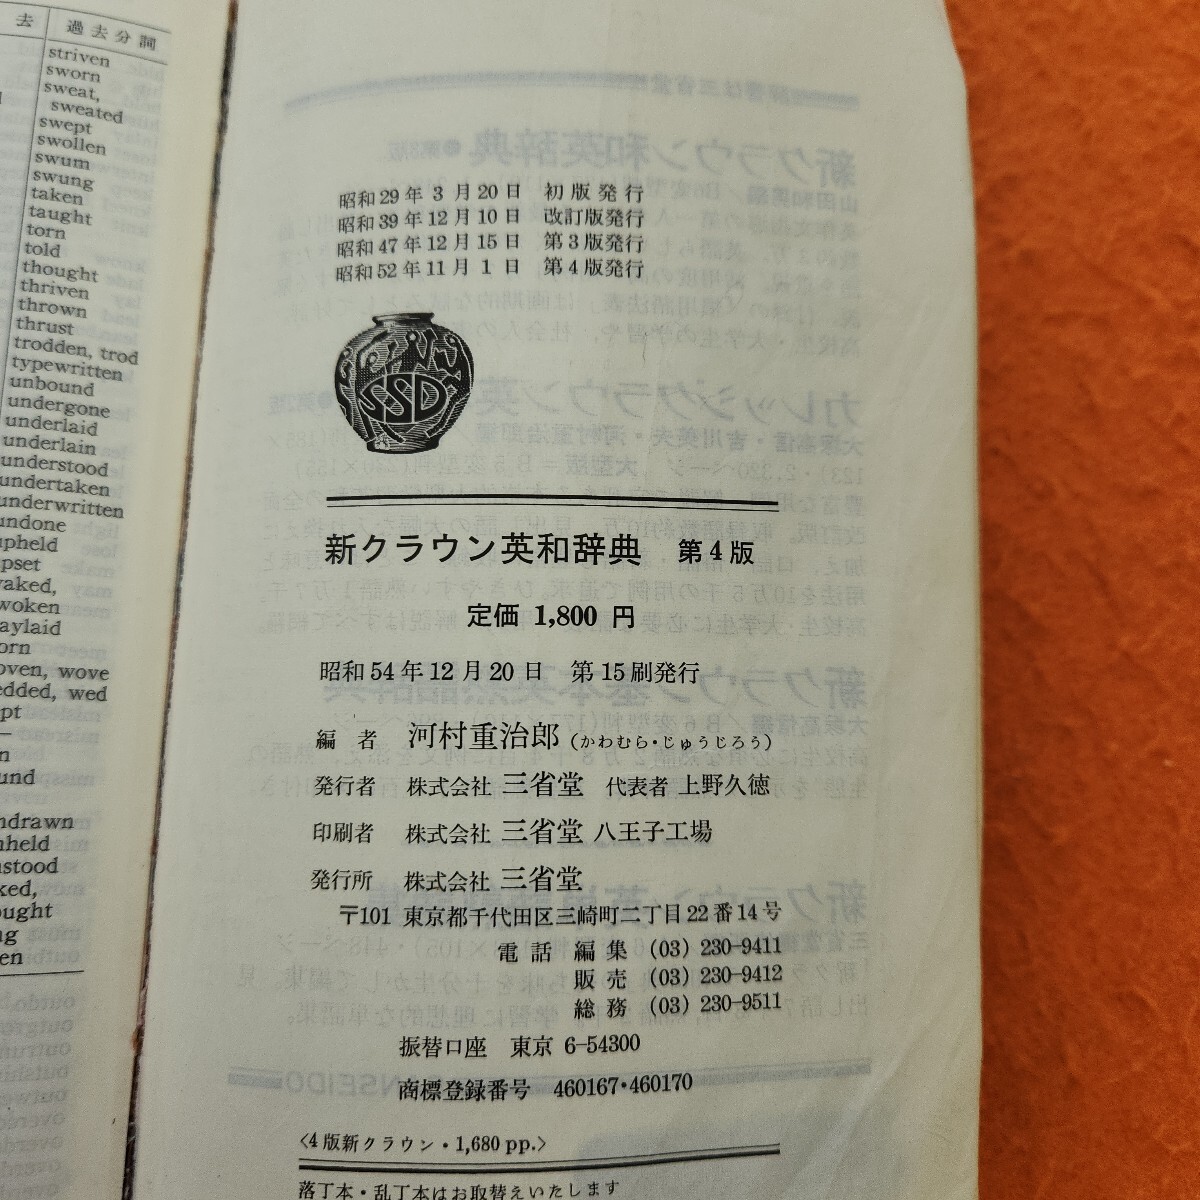 去 過去分詞
striven
sworn
sweat,
sweated
swept
swollen
swum
swung
taken
taught
torn
told
thought
thriven
thrown
thrust
trodden, trod
typewritten
unbound
undergone
underlaid
underlain
understood
undertaken
underwritten
undone
upheld
upset
waked,
woken
waylaid
worn
woven, wove
wedded, wed
wept
昭和29年3月20日 初版発行
昭和39年12月10日 改訂版発行
昭和47年12月15日 第3版発行
昭和52年11月1日 第4版発行
SSD
新クラウン英和辞典 第4版
定価 1,800 円
昭和54年12月20日 第15刷発行
編者 河村重治郎(かわむら・じゅうじろう)
発行者 株式会社 三省堂 代表者 上野久徳
印刷者 株式会社 三省堂 八王子工場
発行所 株式会社 三省堂
〒101 東京都千代田区三崎町二丁目22番14号
電話 編集 (03) 230-9411
販売 (03) 230-9412
総務 (03) 230-9511
振替口座 東京 6-54300
商標登録番号 460167・460170
〈4版新クラウン・1,680 pp.〉
落丁本・乱丁本はお取替えいたします